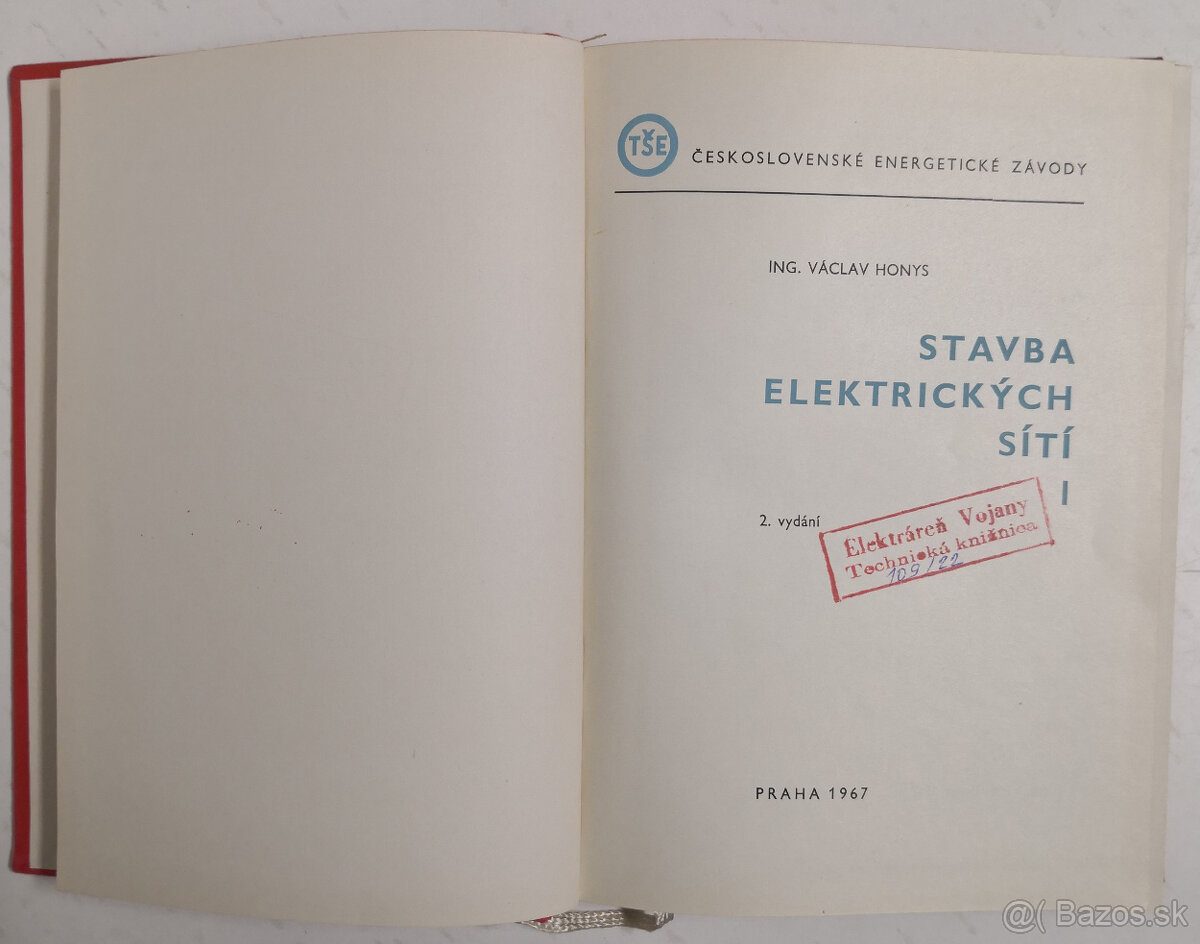 TŠE
ČESKOSLOVENSKÉ ENERGETICKÉ ZÁVODY
ING. VÁCLAV HONYS
STAVBA
ELEKTRICKÝCH
SÍTÍ
I
2. vydání
Elektráreň Vojany
Technická knižnica
109/22
PRAHA 1967
@( Bazos.sk